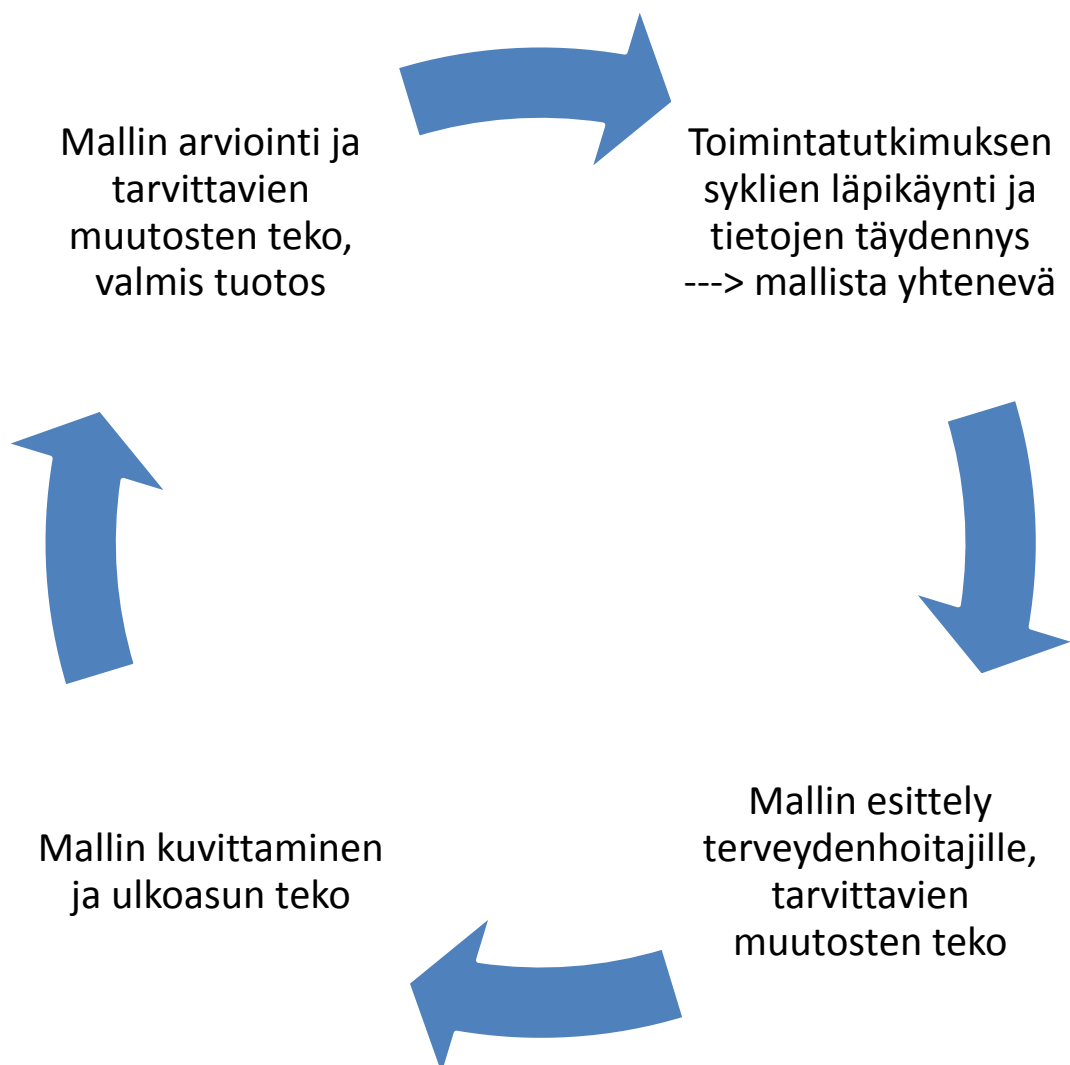 Mallin arviointi ja
tarvittavien
muutosten teko,
valmis tuotos
Toimintatutkimuksen
syklien läpikäynti ja
tietojen täydennys
---> mallista yhtenevä
Mallin esittely
terveydenhoitajille,
tarvittavien
muutosten teko
Mallin kuvittaminen
ja ulkoasun teko